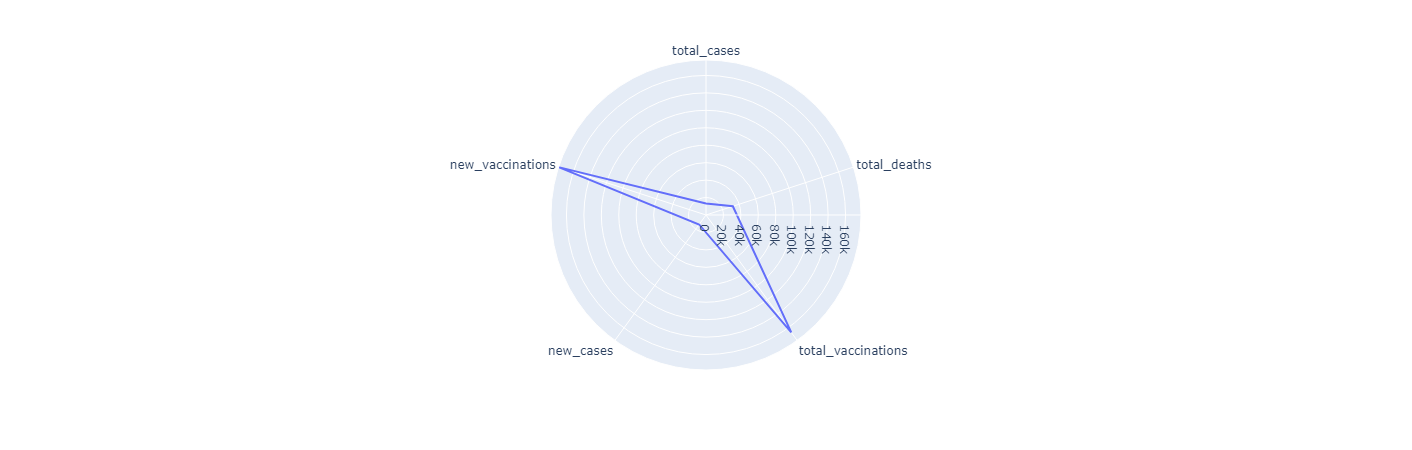 total_cases
new_vaccinations
total_deaths
0
20k
40k
60k
80k
100k
120k
140k
160k
new_cases
total_vaccinations